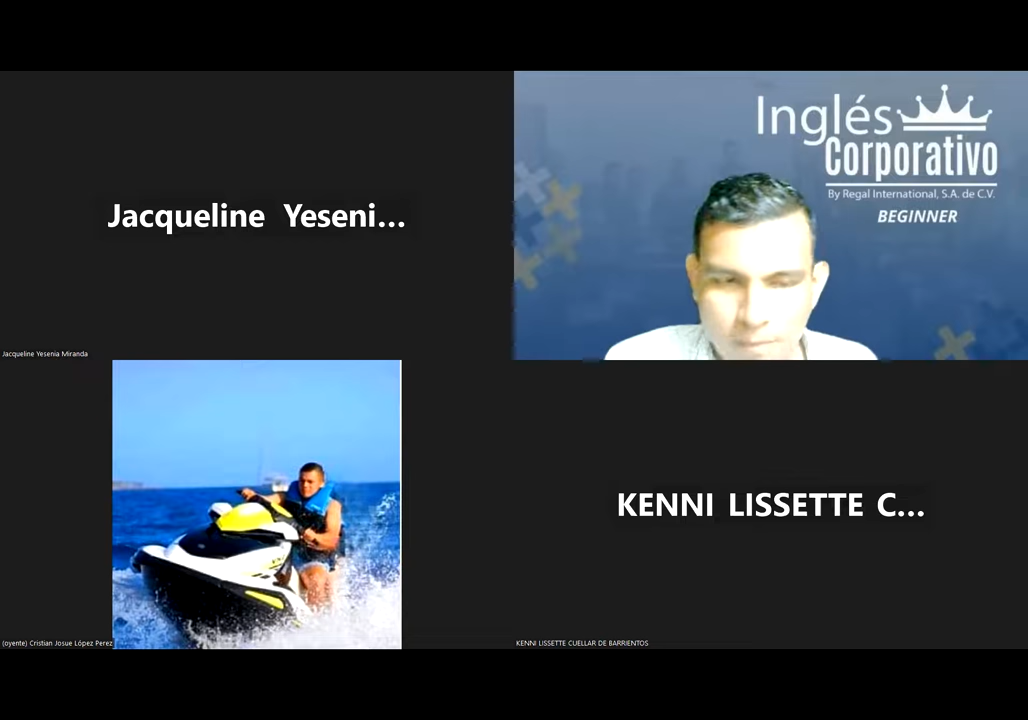 Jacqueline Yeseni...
Jacqueline Yesenia Miranda
Inglés
Corporativo
By Regal International, S.A. de C.V.
BEGINNER
(oyente) Cristian Josue López Perez
KENNI LISSETTE C...
KENNI LISSETTE CUELLAR DE BARRIENTOS